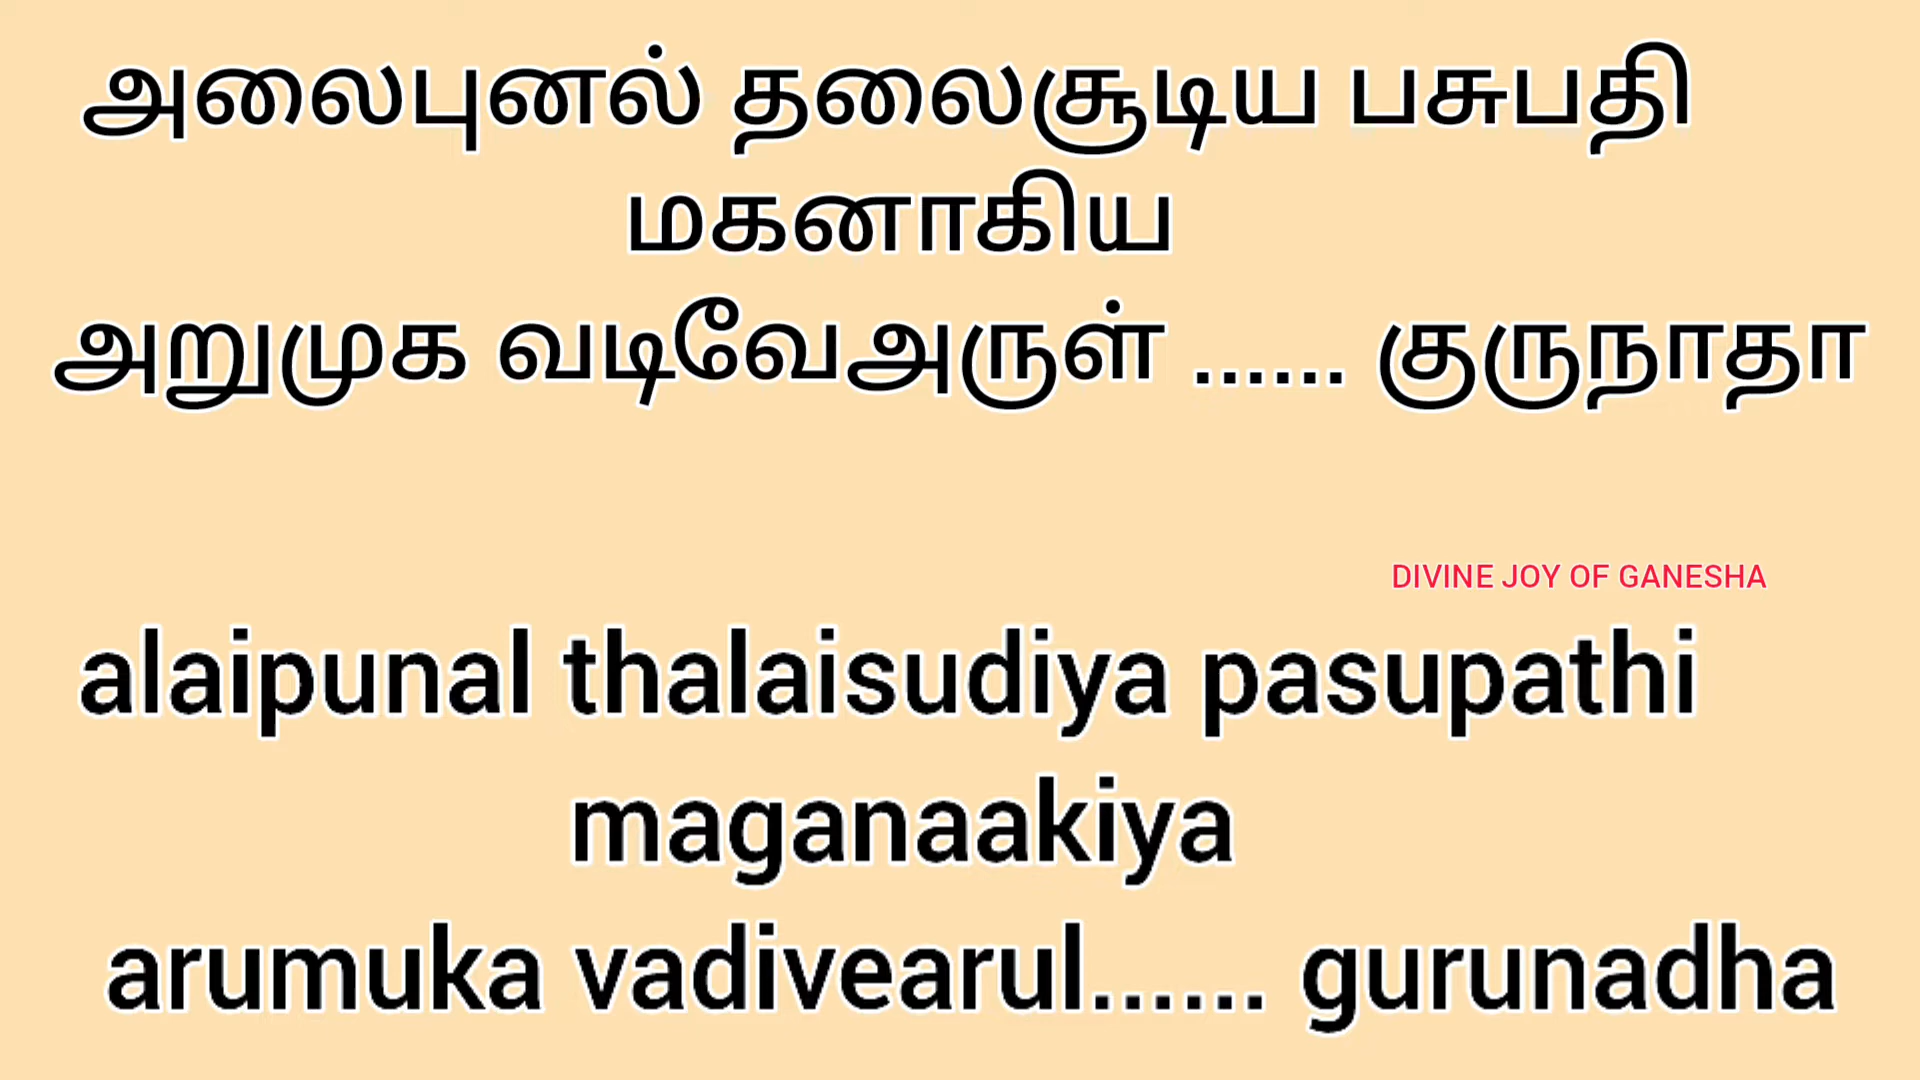 அலைபுனல் தலைசூடிய பசுபதி
மகனாகிய
அறுமுக வடிவேஅருள் ...... குருநாதா
DIVINE JOY OF GANESHA
alaipunal thalaisudiya pasupathi
maganaakiya
arumuka vadivearul...... gurunadha